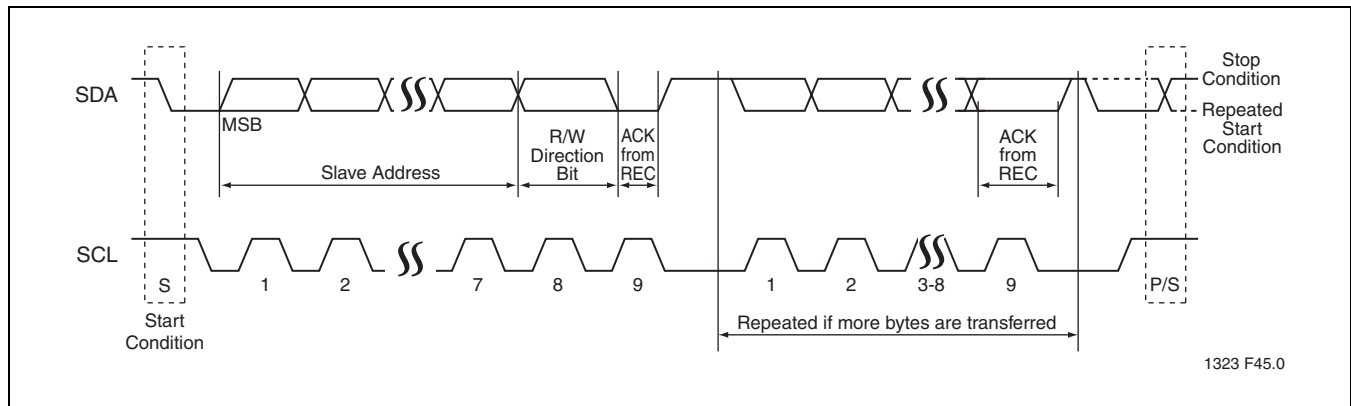 SDA
MSB
Slave Address
R/W
Direction
Bit
ACK
from
REC
ACK
from
REC
Stop
Condition
Repeated
Start
Condition
SCL
S
1
2
7
8
9
1
2
3-8
9
P/S
Start
Condition
Repeated if more bytes are transferred
1323 F45.0